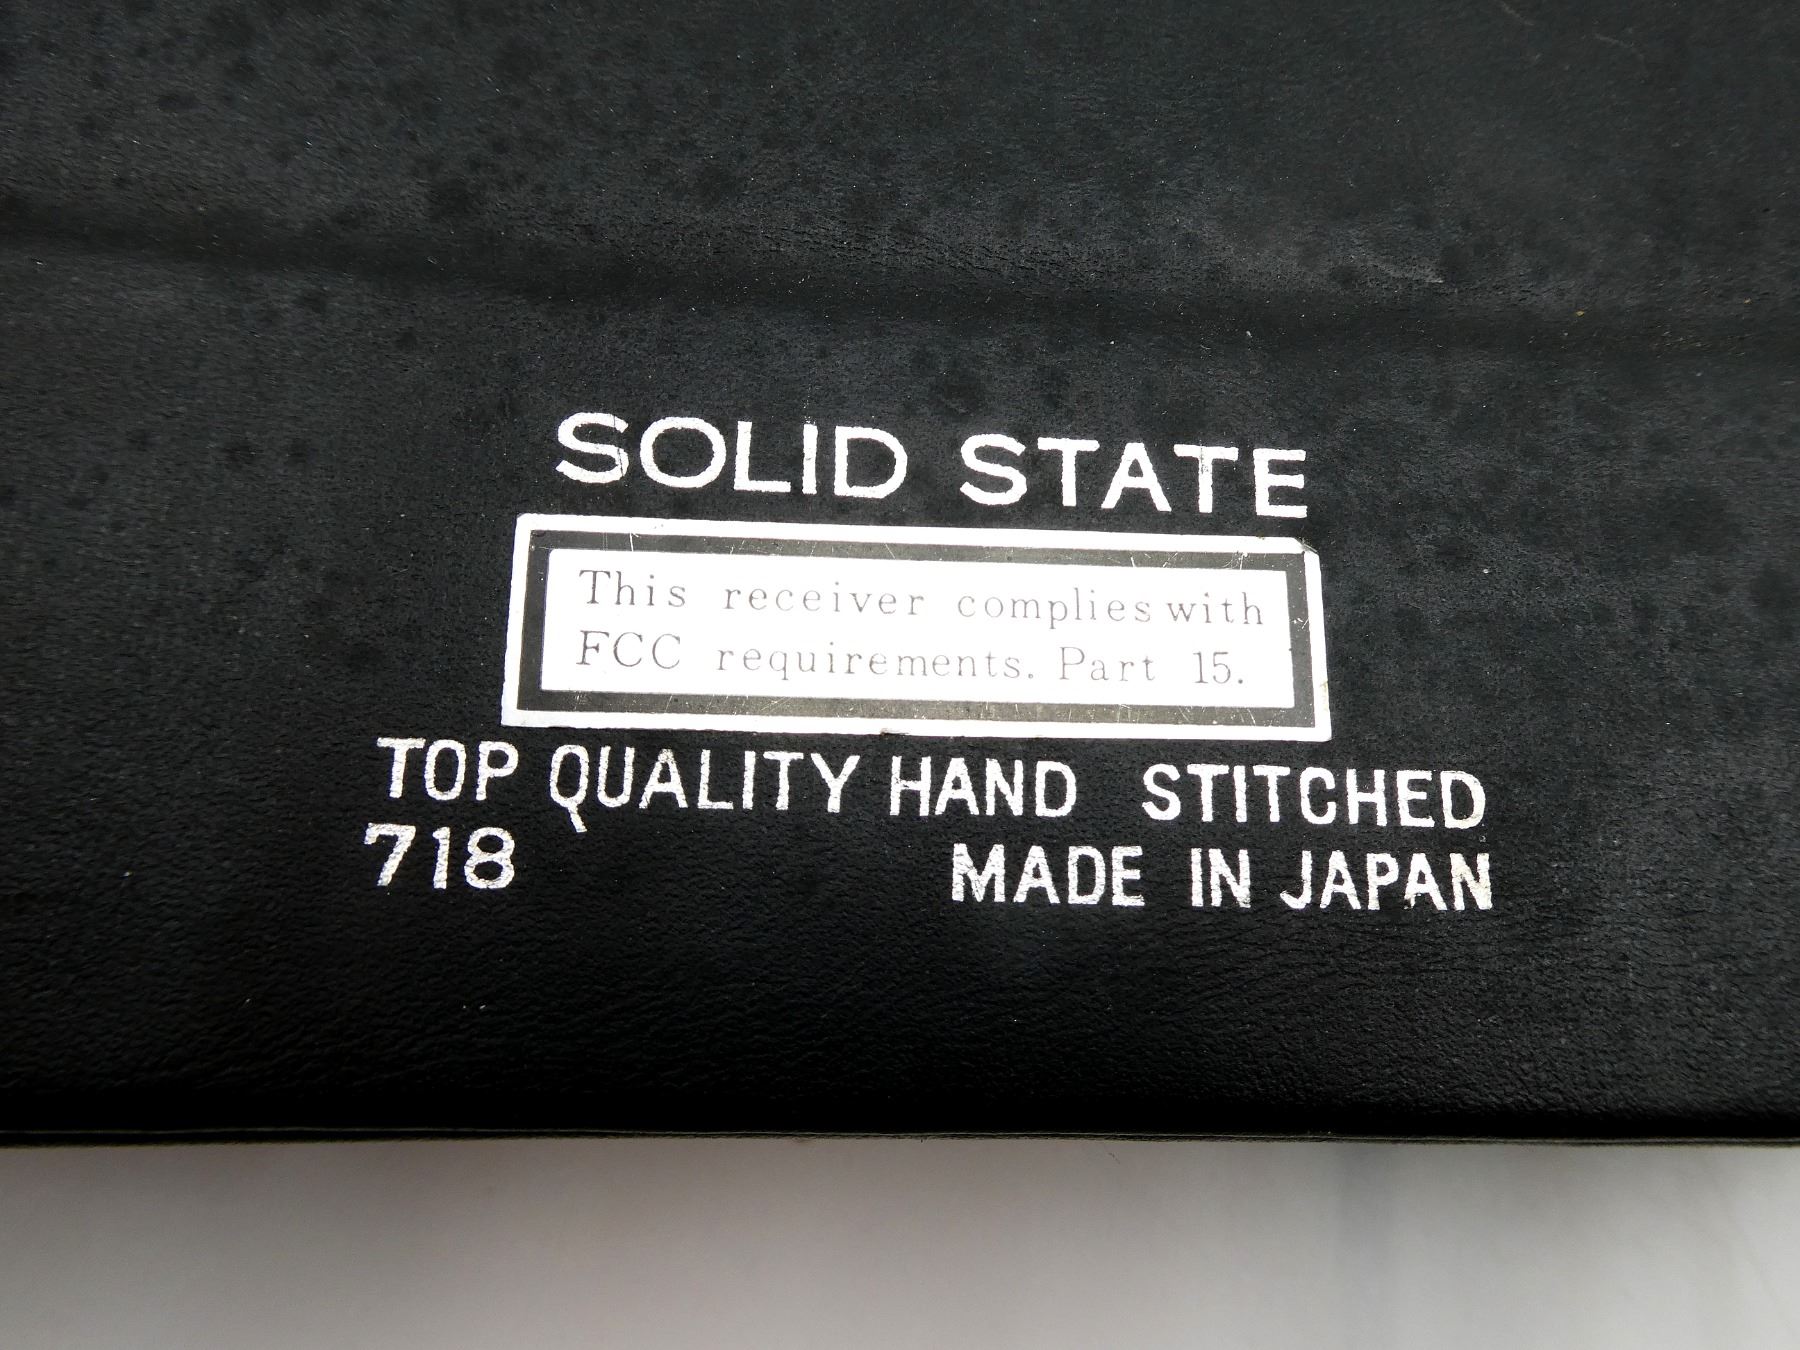 SOLID STATE
This receiver complies with
FCC requirements. Part 15.
TOP QUALITY HAND STITCHED
718 MADE IN JAPAN